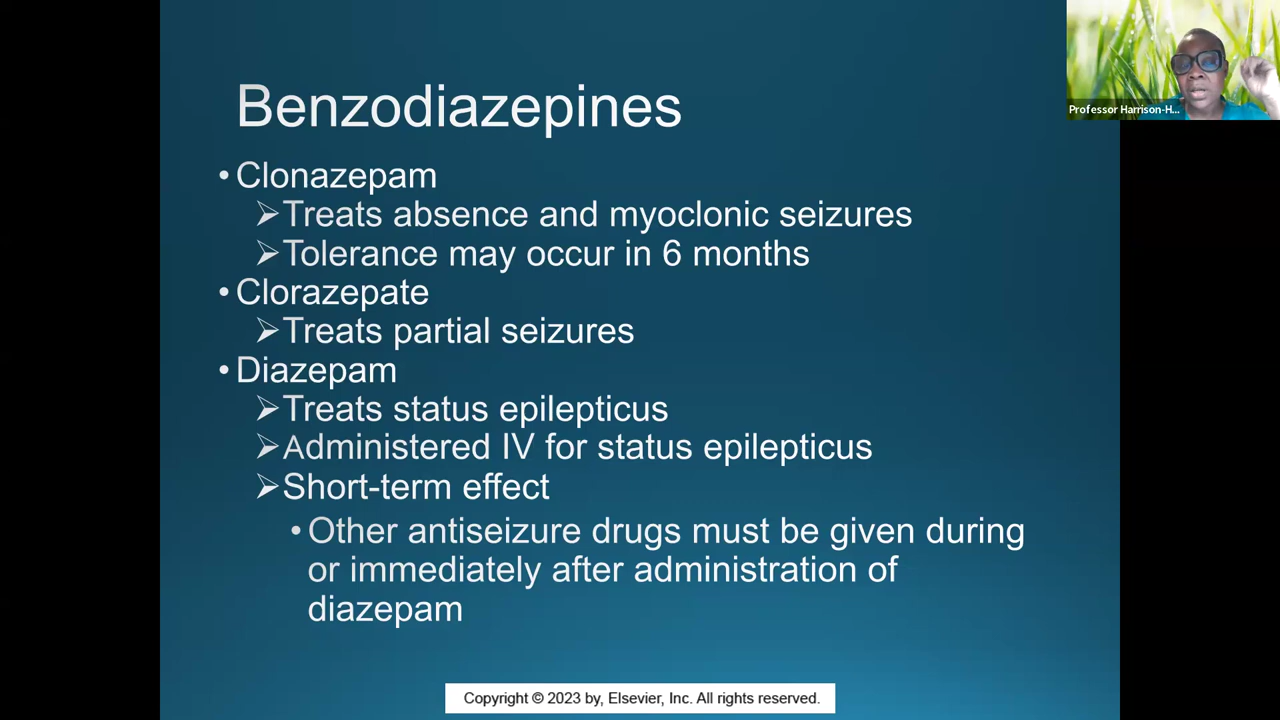 Professor Harrison-H...
Benzodiazepines
•Clonazepam
➢Treats absence and myoclonic seizures
➢Tolerance may occur in 6 months
•Clorazepate
➢Treats partial seizures
•Diazepam
➢Treats status epilepticus
➢Administered IV for status epilepticus
➢Short-term effect
•Other antiseizure drugs must be given during
or immediately after administration of
diazepam
Copyright © 2023 by, Elsevier, Inc. All rights reserved.